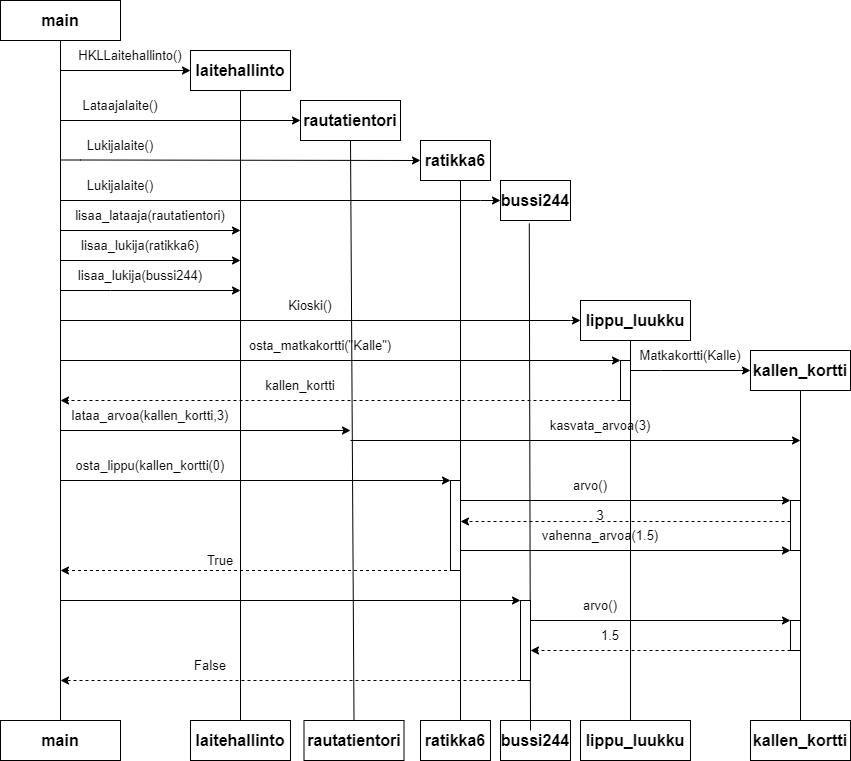 main
HKLLaitehallinto()
laitehallinto
Lataajalaite()
rautatientori
Lukijalaite()
ratikka6
Lukijalaite()
bussi244
lisaa_lataaja(rautatientori)
lisaa_lukija(ratikka6)
lisaa_lukija(bussi244)
Kioski()
lippu_luukku
osta_matkakortti("Kalle")
Matkakortti(Kalle)
kallen_kortti
kallen_kortti
lataa_arvoa(kallen_kortti,3)
kasvata_arvoa(3)
osta_lippu(kallen_kortti(0)
arvo()
3
vahenna_arvoa(1.5)
True
arvo()
1.5
False
main laitehallinto rautatientori ratikka6 bussi244 lippu_luukku kallen_kortti